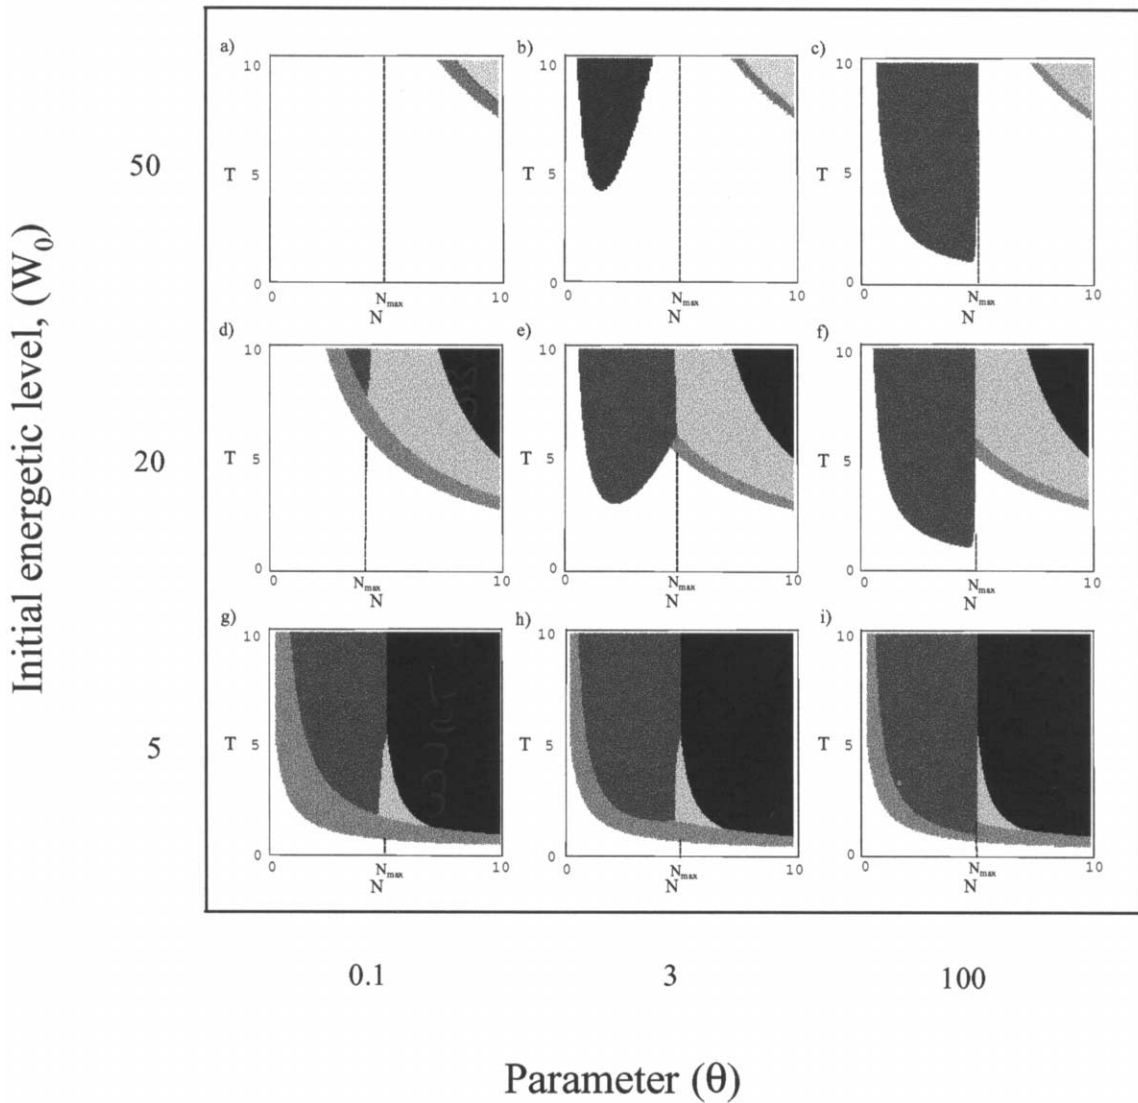 a) b) c)
10 10 10
50 T 5 T 5 T 5
0 0 0
0 N_max 10 0 N_max 10 0 N_max 10
N N N
d) e) f)
10 10 10
20 T 5 T 5 T 5
0 0 0
0 N_max 10 0 N_max 10 0 N_max 10
N N N
g) h) i)
10 10 10
5 T 5 T 5 T 5
0 0 0
0 N_max 10 0 N_max 10 0 N_max 10
N N N
Initial energetic level, (W_0)
0.1 3 100
Parameter (θ)